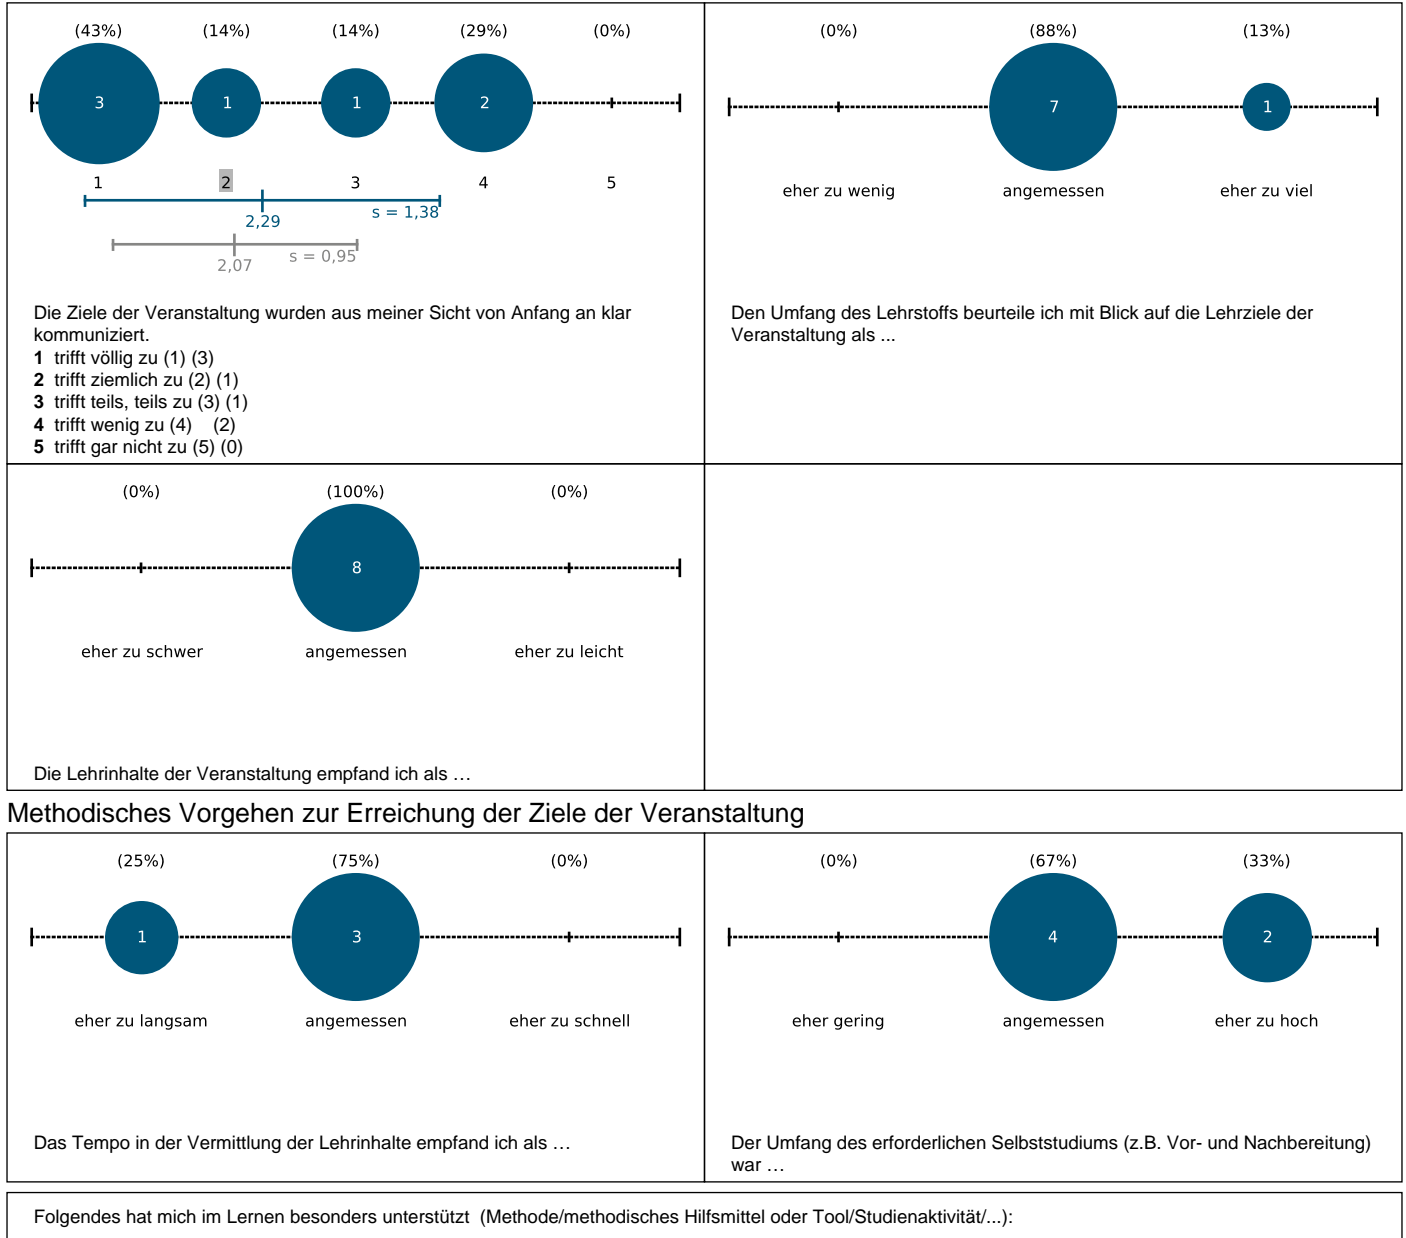 (43%) (14%) (14%) (29%) (0%)
3 1 1 2
1 2 3 4 5
2,29 s = 1,38
2,07 s = 0,95
Die Ziele der Veranstaltung wurden aus meiner Sicht von Anfang an klar
kommuniziert.
1 trifft völlig zu (1) (3)
2 trifft ziemlich zu (2) (1)
3 trifft teils, teils zu (3) (1)
4 trifft wenig zu (4) (2)
5 trifft gar nicht zu (5) (0)
(0%) (88%) (13%)
7 1
eher zu wenig angemessen eher zu viel
Den Umfang des Lehrstoffs beurteile ich mit Blick auf die Lehrziele der
Veranstaltung als ...
(0%) (100%) (0%)
8
eher zu schwer angemessen eher zu leicht
Die Lehrinhalte der Veranstaltung empfand ich als …
Methodisches Vorgehen zur Erreichung der Ziele der Veranstaltung
(25%) (75%) (0%)
1 3
eher zu langsam angemessen eher zu schnell
Das Tempo in der Vermittlung der Lehrinhalte empfand ich als …
(0%) (67%) (33%)
4 2
eher gering angemessen eher zu hoch
Der Umfang des erforderlichen Selbststudiums (z.B. Vor- und Nachbereitung)
war …
Folgendes hat mich im Lernen besonders unterstützt (Methode/methodisches Hilfsmittel oder Tool/Studienaktivität/...):